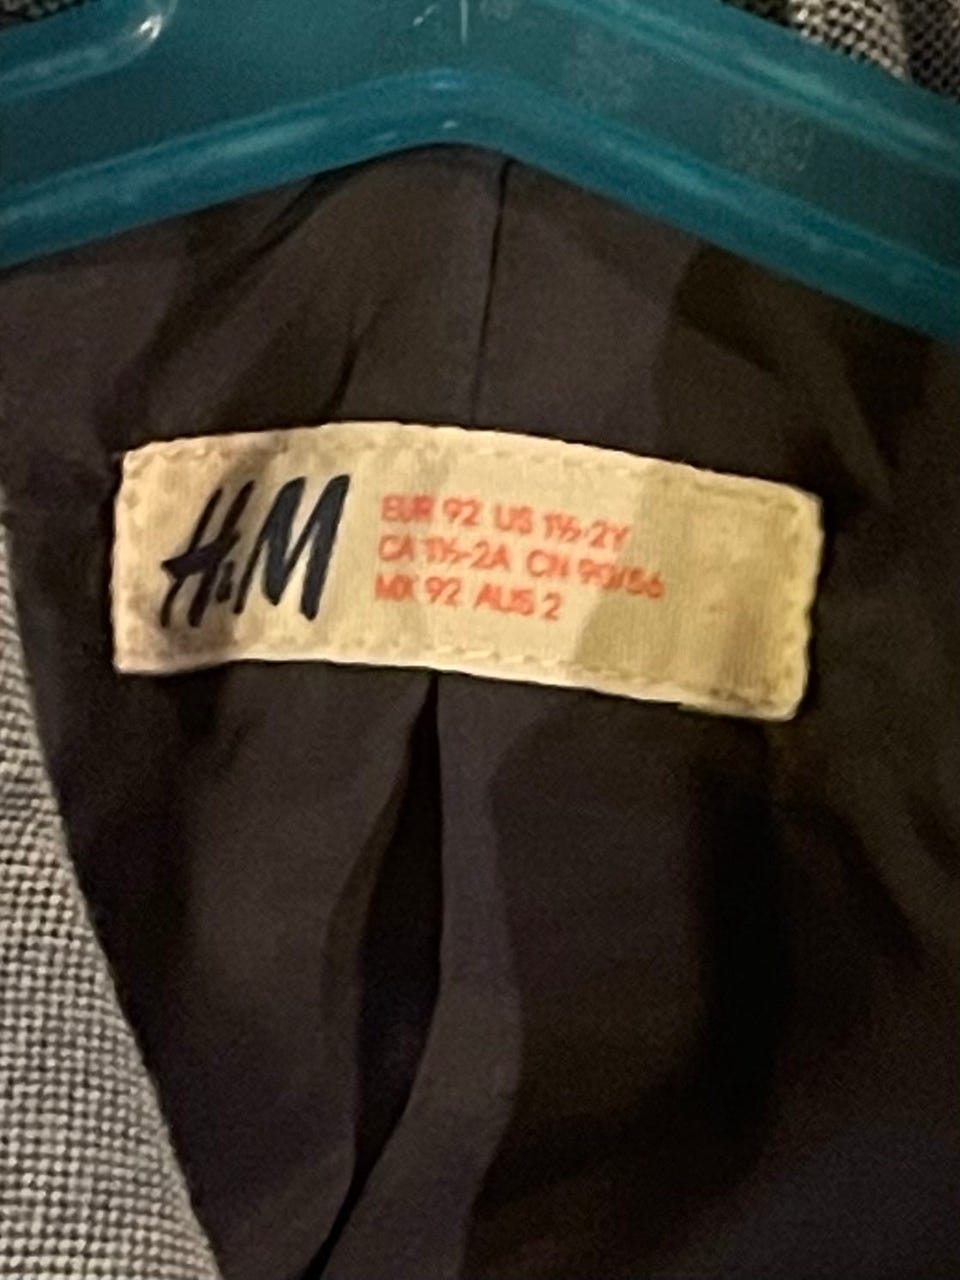 H&M
EUR 92 US 1½-2Y
CA 1½-2A CN 90/56
MX 92 AUS 2